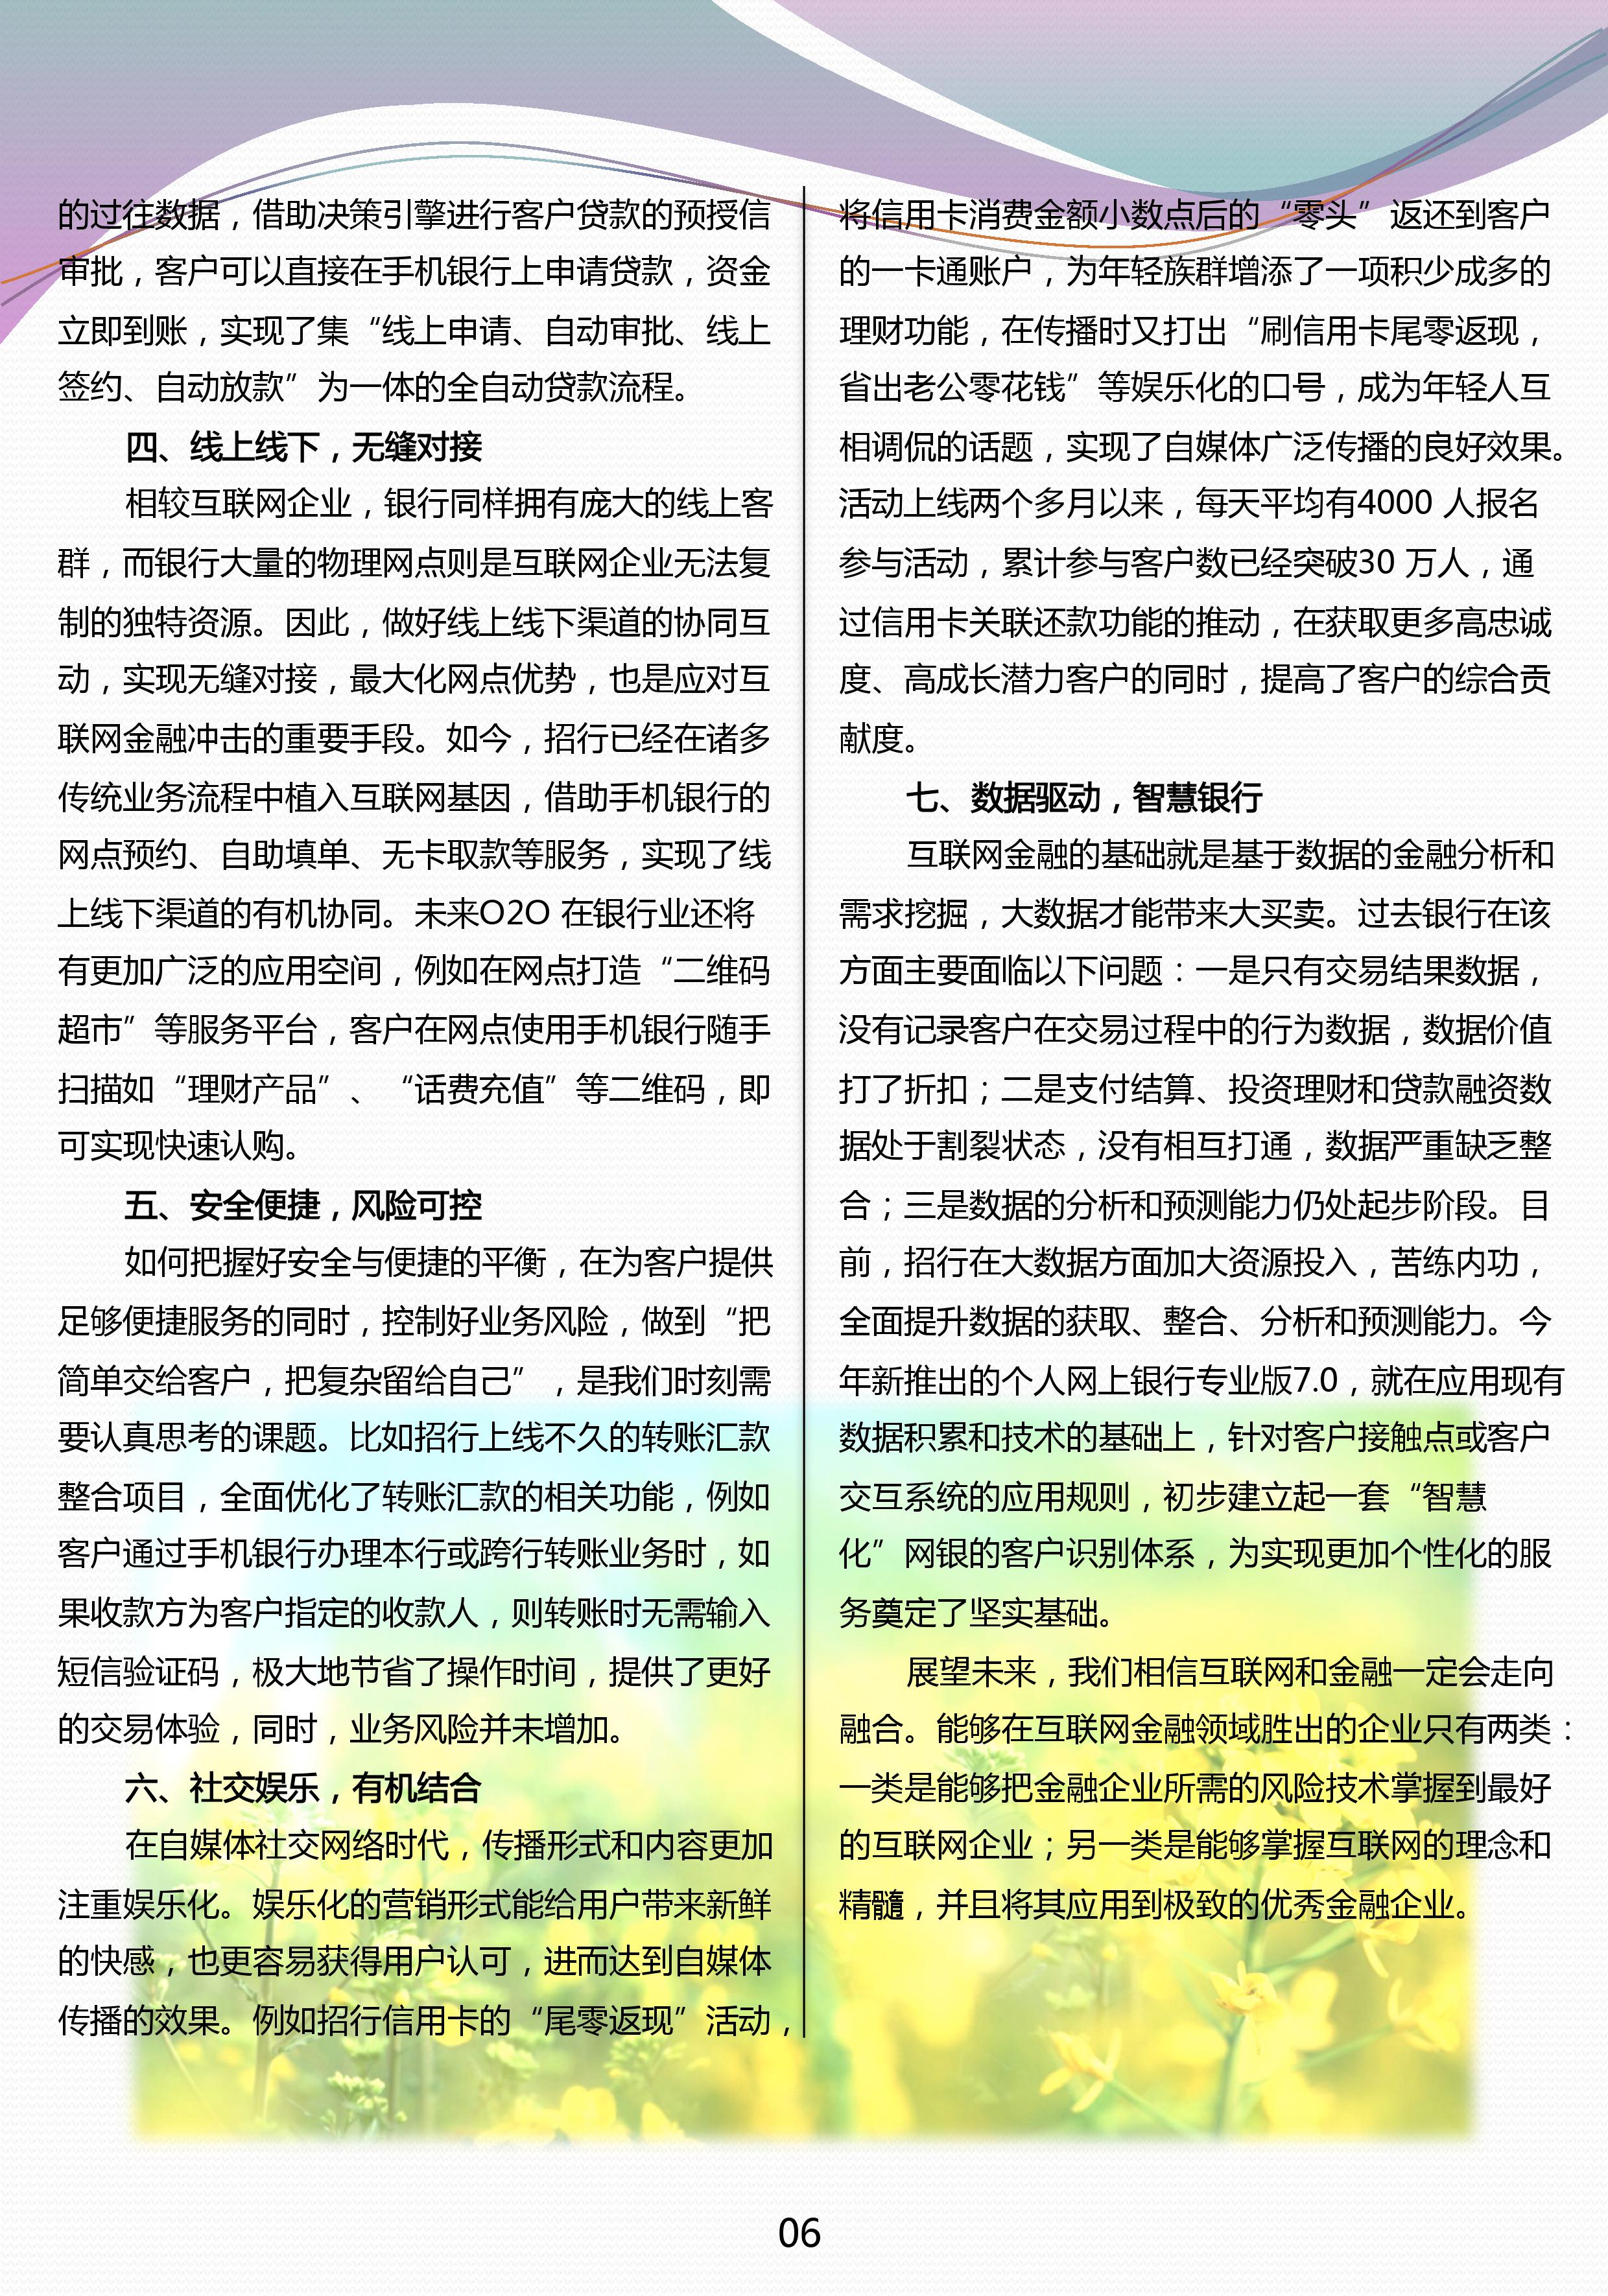 的过往数据，借助决策引擎进行客户贷款的预授信
审批，客户可以直接在手机银行上申请贷款，资金
立即到账，实现了集“线上申请、自动审批、线上
签约、自动放款”为一体的全自动贷款流程。
四、线上线下，无缝对接
相较互联网企业，银行同样拥有庞大的线上客
群，而银行大量的物理网点则是互联网企业无法复
制的独特资源。因此，做好线上线下渠道的协同互
动，实现无缝对接，最大化网点优势，也是应对互
联网金融冲击的重要手段。如今，招行已经在诸多
传统业务流程中植入互联网基因，借助手机银行的
网点预约、自助填单、无卡取款等服务，实现了线
上线下渠道的有机协同。未来O2O 在银行业还将
有更加广泛的应用空间，例如在网点打造“二维码
超市”等服务平台，客户在网点使用手机银行随手
扫描如“理财产品”、“话费充值”等二维码，即
可实现快速认购。
五、安全便捷，风险可控
如何把握好安全与便捷的平衡，在为客户提供
足够便捷服务的同时，控制好业务风险，做到“把
简单交给客户，把复杂留给自己”，是我们时刻需
要认真思考的课题。比如招行上线不久的转账汇款
整合项目，全面优化了转账汇款的相关功能，例如
客户通过手机银行办理本行或跨行转账业务时，如
果收款方为客户指定的收款人，则转账时无需输入
短信验证码，极大地节省了操作时间，提供了更好
的交易体验，同时，业务风险并未增加。
六、社交娱乐，有机结合
在自媒体社交网络时代，传播形式和内容更加
注重娱乐化。娱乐化的营销形式能给用户带来新鲜
的快感，也更容易获得用户认可，进而达到自媒体
传播的效果。例如招行信用卡的“尾零返现”活动，
将信用卡消费金额小数点后的“零头”返还到客户
的一卡通账户，为年轻族群增添了一项积少成多的
理财功能，在传播时又打出“刷信用卡尾零返现，
省出老公零花钱”等娱乐化的口号，成为年轻人互
相调侃的话题，实现了自媒体广泛传播的良好效果。
活动上线两个多月以来，每天平均有4000 人报名
参与活动，累计参与客户数已经突破30 万人，通
过信用卡关联还款功能的推动，在获取更多高忠诚
度、高成长潜力客户的同时，提高了客户的综合贡
献度。
七、数据驱动，智慧银行
互联网金融的基础就是基于数据的金融分析和
需求挖掘，大数据才能带来大买卖。过去银行在该
方面主要面临以下问题：一是只有交易结果数据，
没有记录客户在交易过程中的行为数据，数据价值
打了折扣；二是支付结算、投资理财和贷款融资数
据处于割裂状态，没有相互打通，数据严重缺乏整
合；三是数据的分析和预测能力仍处起步阶段。目
前，招行在大数据方面加大资源投入，苦练内功，
全面提升数据的获取、整合、分析和预测能力。今
年新推出的个人网上银行专业版7.0，就在应用现有
数据积累和技术的基础上，针对客户接触点或客户
交互系统的应用规则，初步建立起一套“智慧
化”网银的客户识别体系，为实现更加个性化的服
务奠定了坚实基础。
展望未来，我们相信互联网和金融一定会走向
融合。能够在互联网金融领域胜出的企业只有两类：
一类是能够把金融企业所需的风险技术掌握到最好
的互联网企业；另一类是能够掌握互联网的理念和
精髓，并且将其应用到极致的优秀金融企业。
06